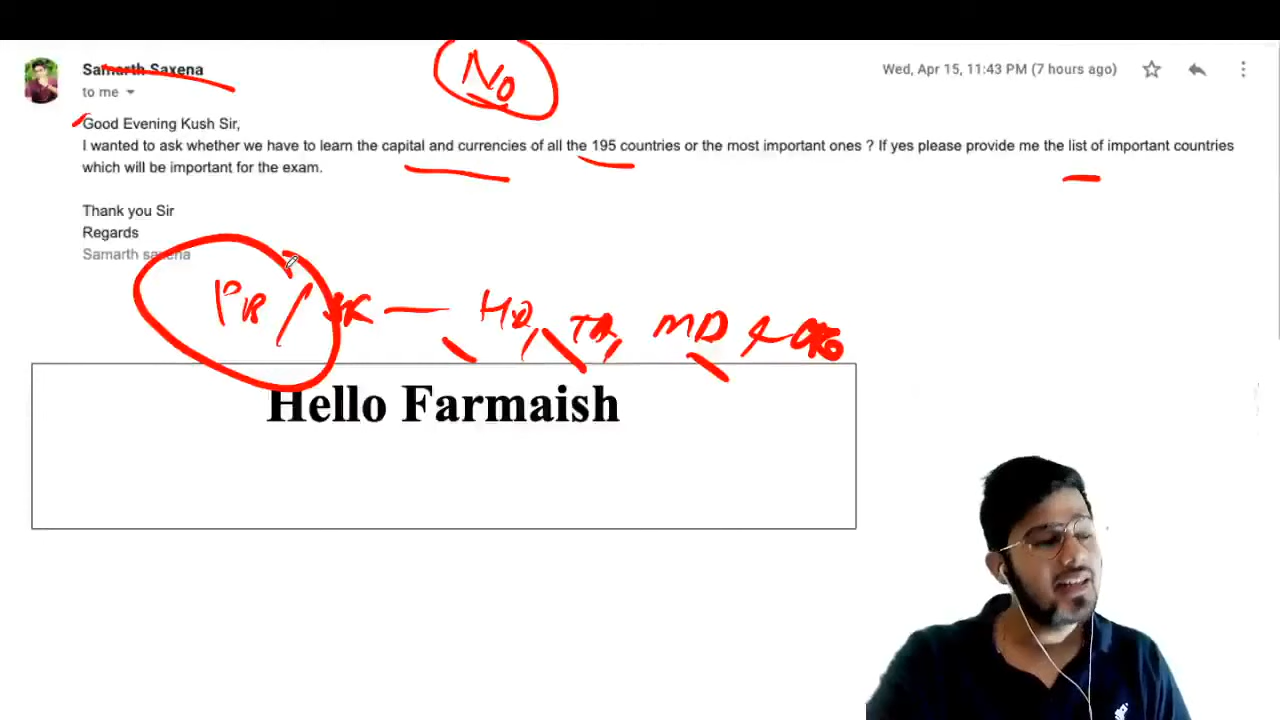 No
Samarth Saxena
Wed, Apr 15, 11:43 PM (7 hours ago)
to me
Good Evening Kush Sir,
I wanted to ask whether we have to learn the capital and currencies of all the 195 countries or the most important ones ? If yes please provide me the list of important countries
which will be important for the exam.
Thank you Sir
Regards
Samarth saxena
MD
Hello Farmaish